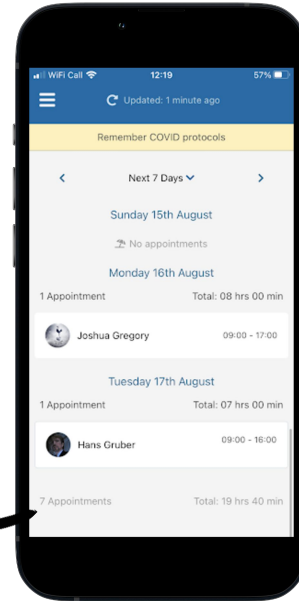 WiFi Call 12:19 57%
Updated: 1 minute ago
Remember COVID protocols
Next 7 Days
Sunday 15th August
No appointments
Monday 16th August
1 Appointment Total: 08 hrs 00 min
Joshua Gregory 09:00 - 17:00
Tuesday 17th August
1 Appointment Total: 07 hrs 00 min
Hans Gruber 09:00 - 16:00
7 Appointments Total: 19 hrs 40 min